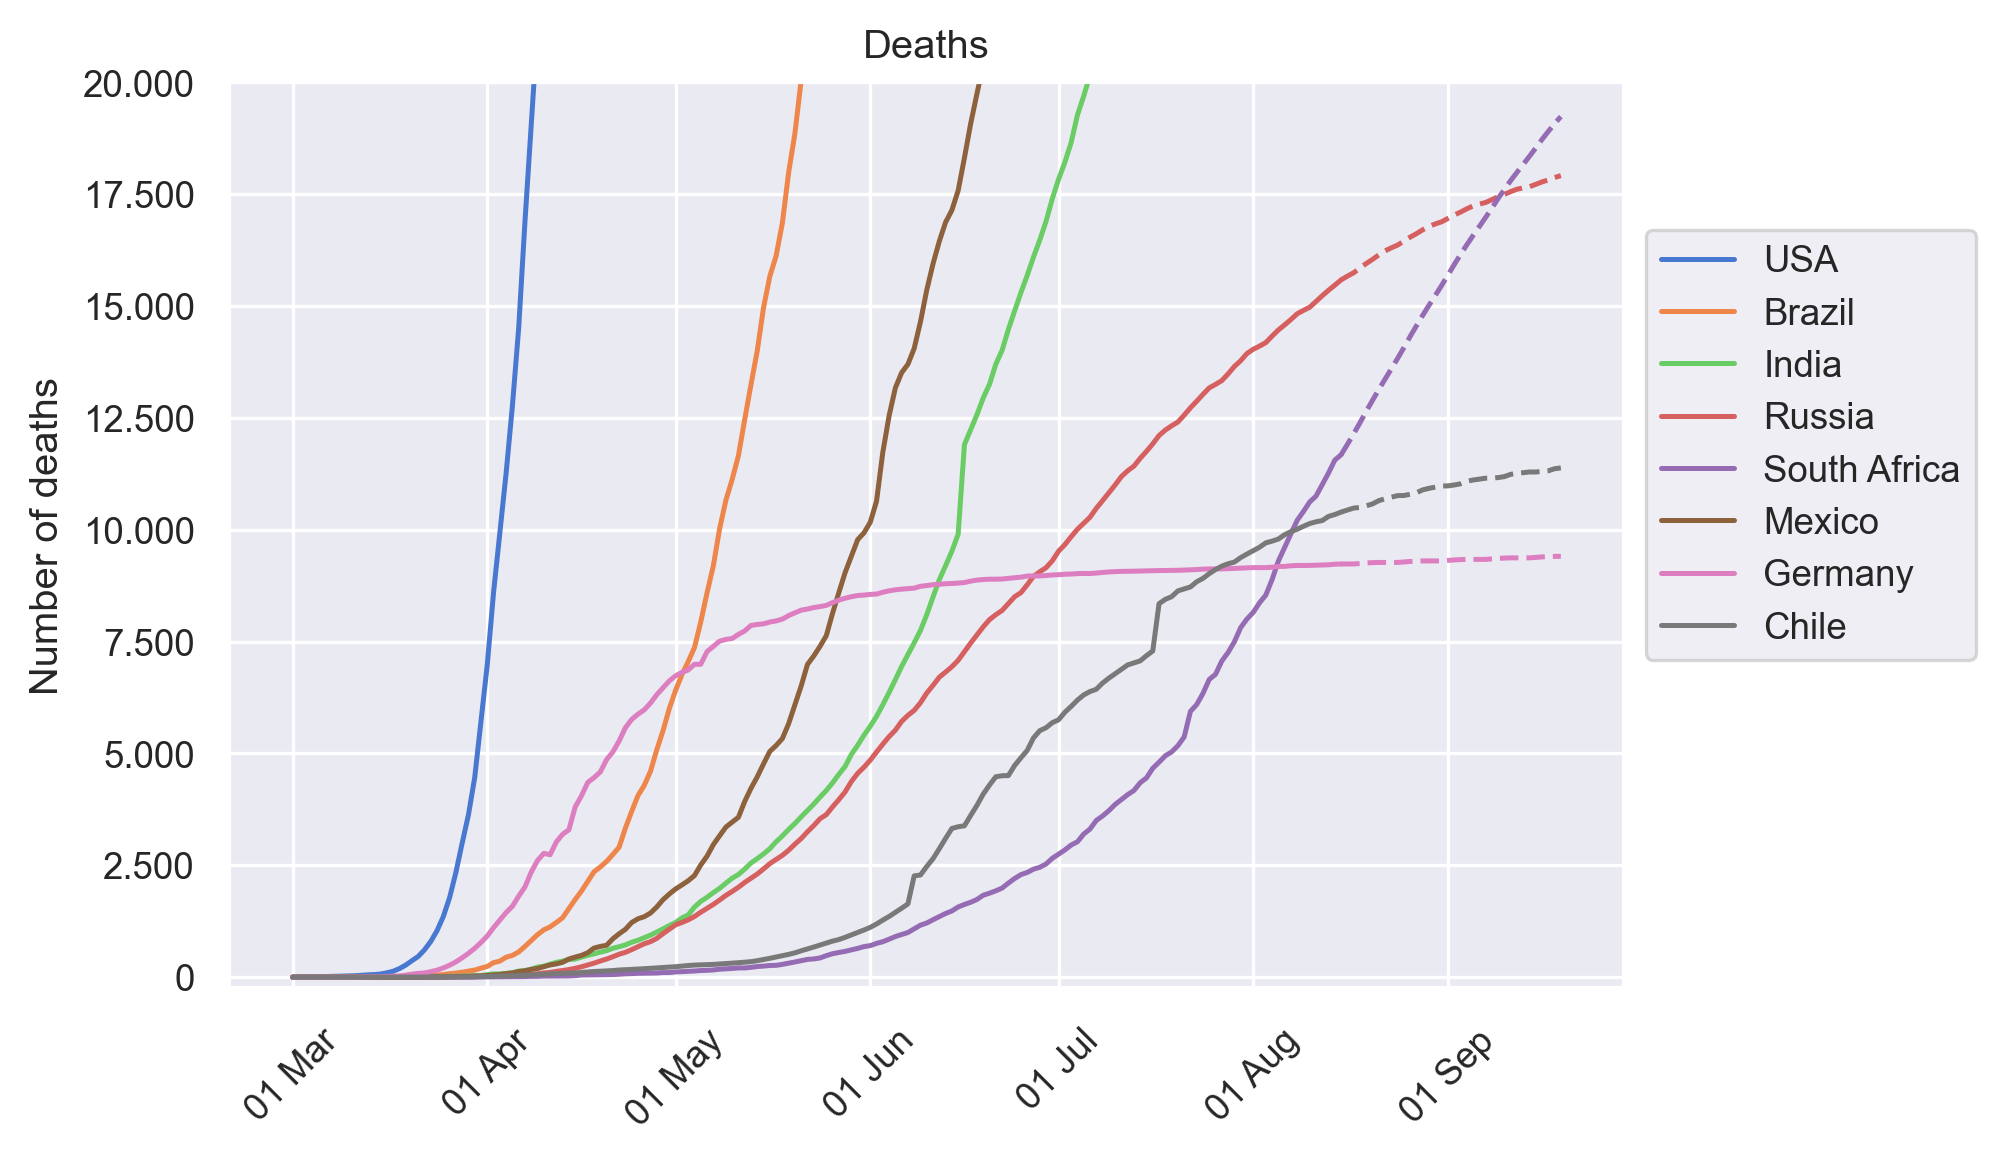 Deaths
20.000
17.500
15.000
12.500
10.000
7.500
5.000
2.500
0
Number of deaths
01 Mar
01 Apr
01 May
01 Jun
01 Jul
01 Aug
01 Sep
USA
Brazil
India
Russia
South Africa
Mexico
Germany
Chile